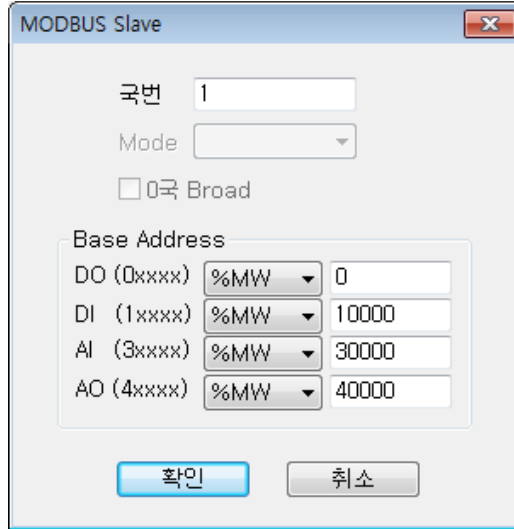 MODBUS Slave
국번 1
Mode
0국 Broad
Base Address
DO (0xxxx) %MW 0
DI (1xxxx) %MW 10000
AI (3xxxx) %MW 30000
AO (4xxxx) %MW 40000
확인 취소